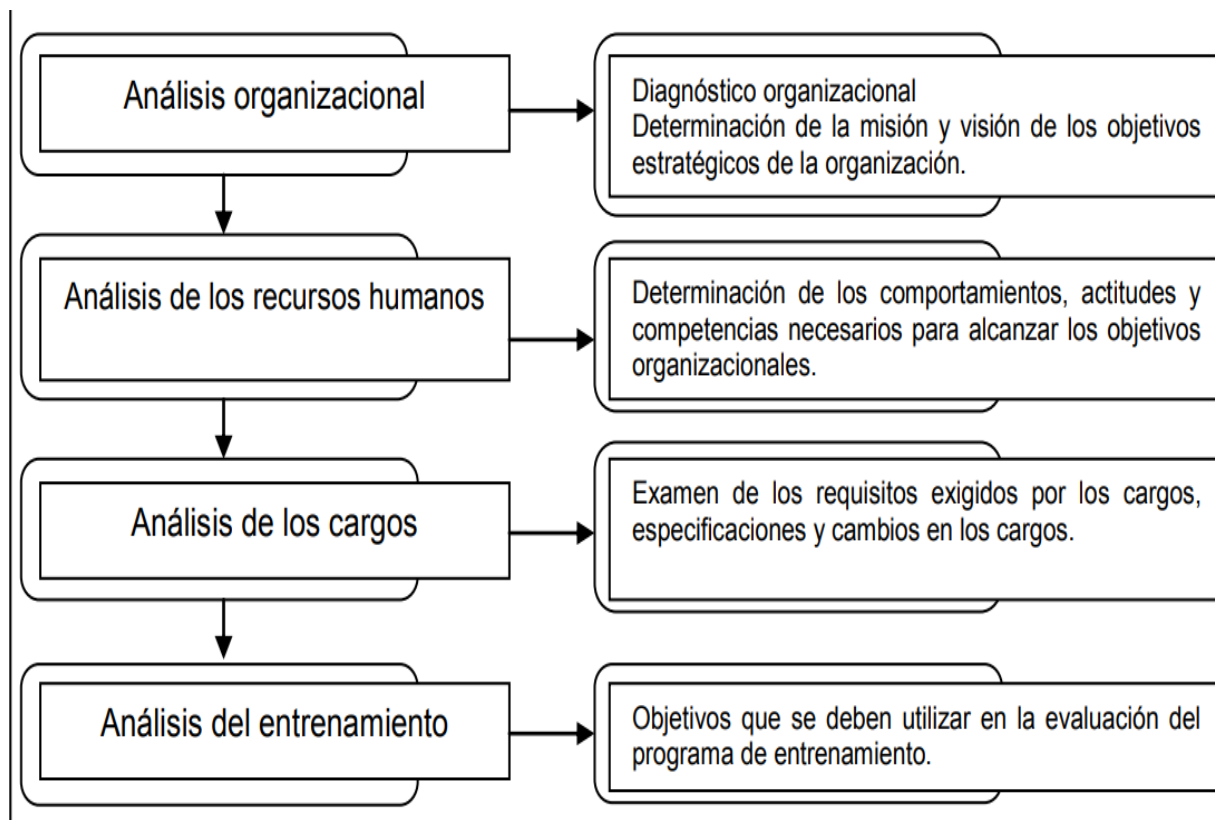 Análisis organizacional
Diagnóstico organizacional
Determinación de la misión y visión de los objetivos
estratégicos de la organización.
Análisis de los recursos humanos
Determinación de los comportamientos, actitudes y
competencias necesarios para alcanzar los objetivos
organizacionales.
Análisis de los cargos
Examen de los requisitos exigidos por los cargos,
especificaciones y cambios en los cargos.
Análisis del entrenamiento
Objetivos que se deben utilizar en la evaluación del
programa de entrenamiento.